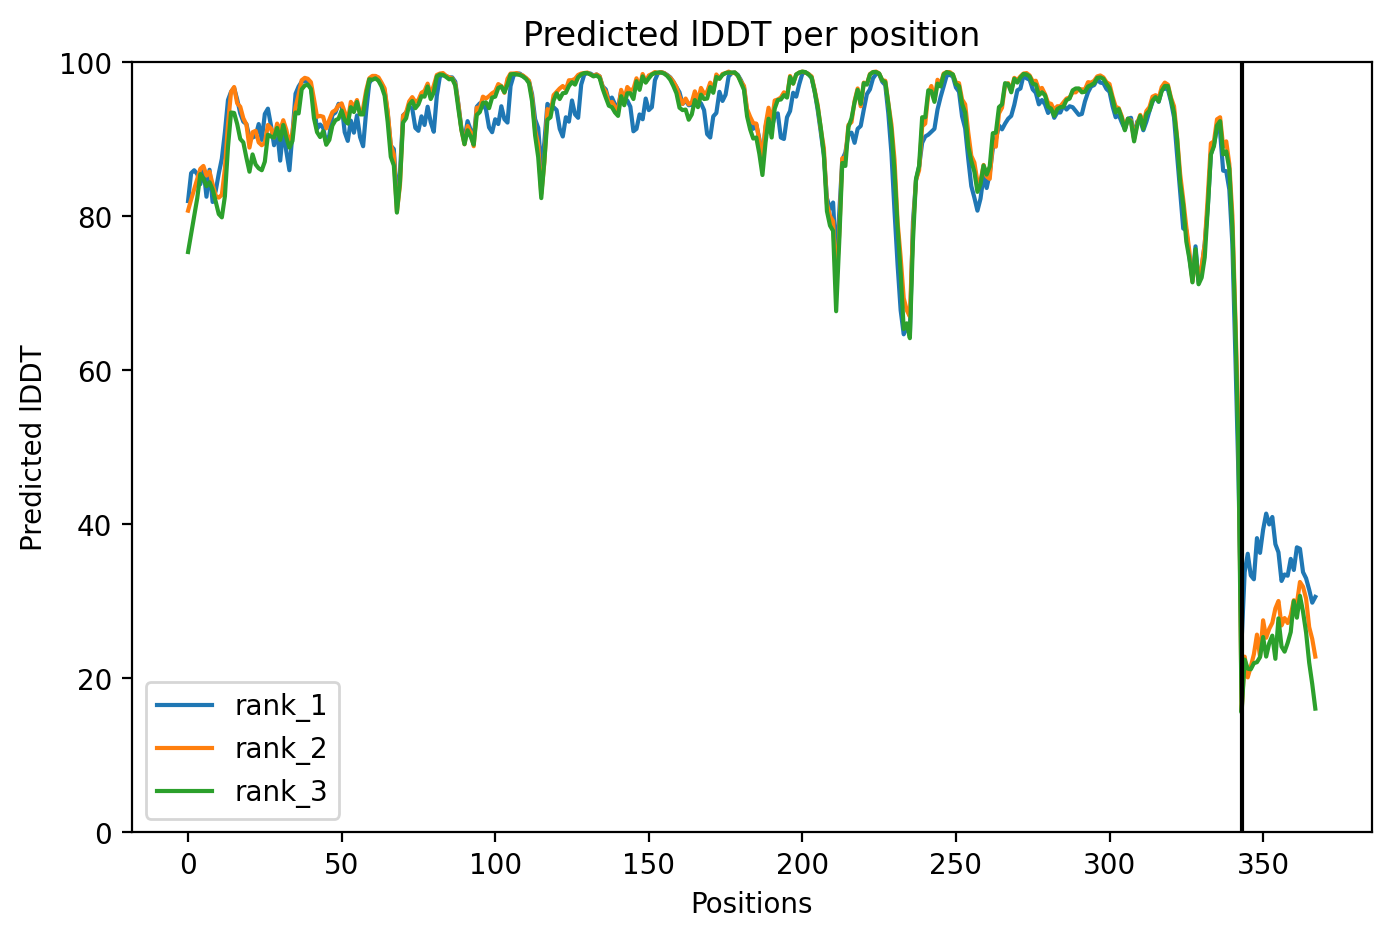 Predicted lDDT per position
Predicted lDDT
100
80
60
40
20
0
rank_1
rank_2
rank_3
0 50 100 150 200 250 300 350
Positions